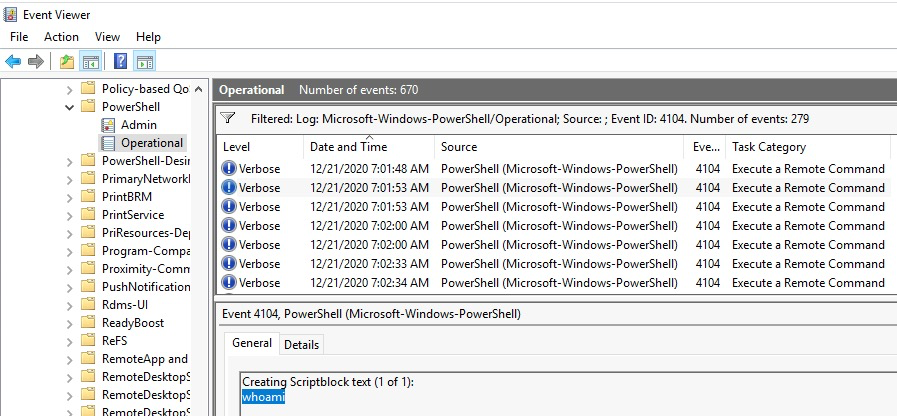 Event Viewer
File Action View Help
Policy-based Qo
PowerShell
Admin
Operational
PowerShell-Desir
PrimaryNetworkI
PrintBRM
PrintService
PriResources-Dep
Program-Compa
Proximity-Comm
PushNotification
Rdms-UI
ReadyBoost
ReFS
RemoteApp and
RemoteDesktopS
RemoteDesktopS
RemoteDesktopS
Operational Number of events: 670
Filtered: Log: Microsoft-Windows-PowerShell/Operational; Source: ; Event ID: 4104. Number of events: 279
Level Date and Time Source Eve... Task Category
Verbose 12/21/2020 7:01:48 AM PowerShell (Microsoft-Windows-PowerShell) 4104 Execute a Remote Command
Verbose 12/21/2020 7:01:53 AM PowerShell (Microsoft-Windows-PowerShell) 4104 Execute a Remote Command
Verbose 12/21/2020 7:01:53 AM PowerShell (Microsoft-Windows-PowerShell) 4104 Execute a Remote Command
Verbose 12/21/2020 7:02:00 AM PowerShell (Microsoft-Windows-PowerShell) 4104 Execute a Remote Command
Verbose 12/21/2020 7:02:00 AM PowerShell (Microsoft-Windows-PowerShell) 4104 Execute a Remote Command
Verbose 12/21/2020 7:02:33 AM PowerShell (Microsoft-Windows-PowerShell) 4104 Execute a Remote Command
Verbose 12/21/2020 7:02:34 AM PowerShell (Microsoft-Windows-PowerShell) 4104 Execute a Remote Command
Event 4104, PowerShell (Microsoft-Windows-PowerShell)
General Details
Creating Scriptblock text (1 of 1):
whoami